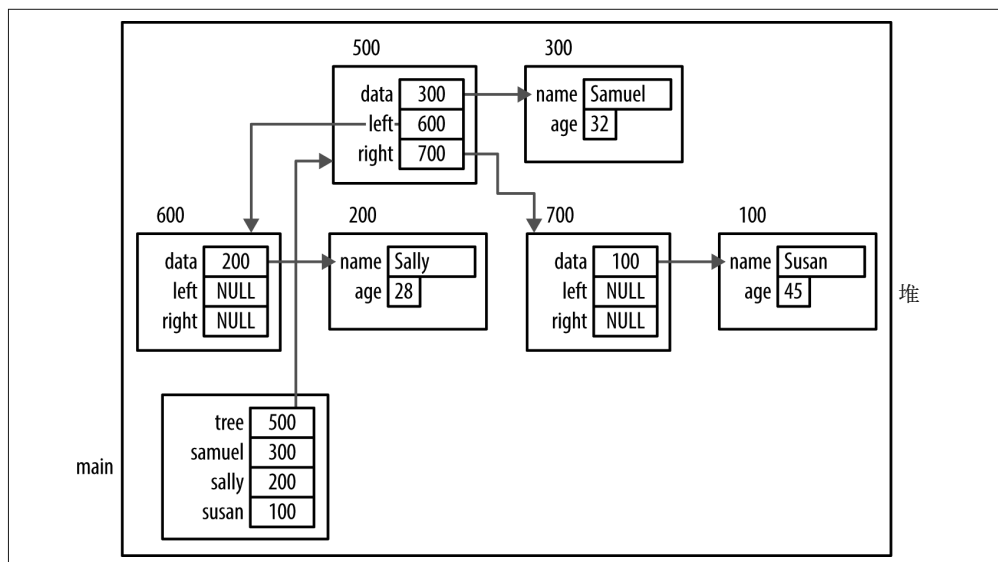 500
300
data 300
left 600
right 700
name Samuel
age 32
600
200
700
100
data 200
left NULL
right NULL
name Sally
age 28
data 100
left NULL
right NULL
name Susan
age 45
堆
main
tree 500
samuel 300
sally 200
susan 100